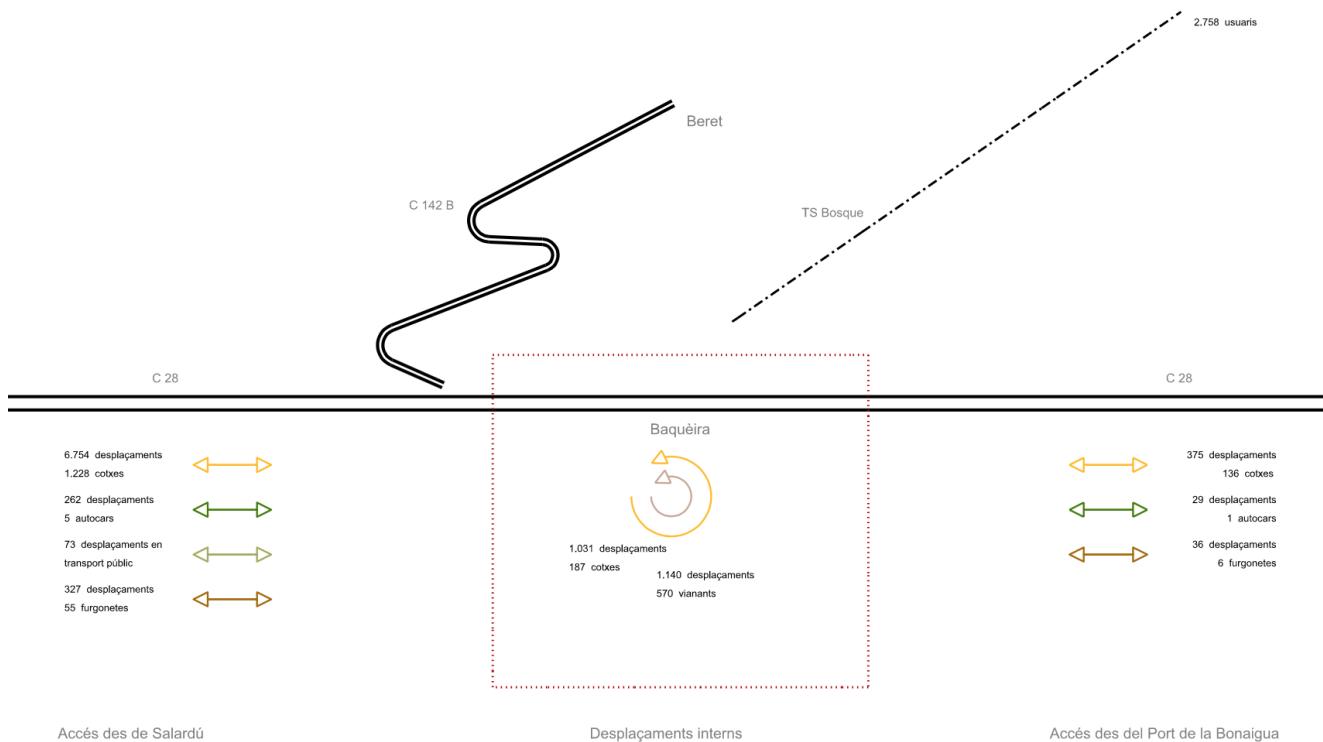 2.758 usuaris
Beret
C 142 B
TS Bosque
C 28
C 28
Baquèira
6.754 desplaçaments
1.228 cotxes
262 desplaçaments
5 autocars
73 desplaçaments en
transport públic
327 desplaçaments
55 furgonetes
1.031 desplaçaments
187 cotxes
1.140 desplaçaments
570 vianants
375 desplaçaments
136 cotxes
29 desplaçaments
1 autocars
36 desplaçaments
6 furgonetes
Accés des de Salardú
Desplaçaments interns
Accés des del Port de la Bonaigua